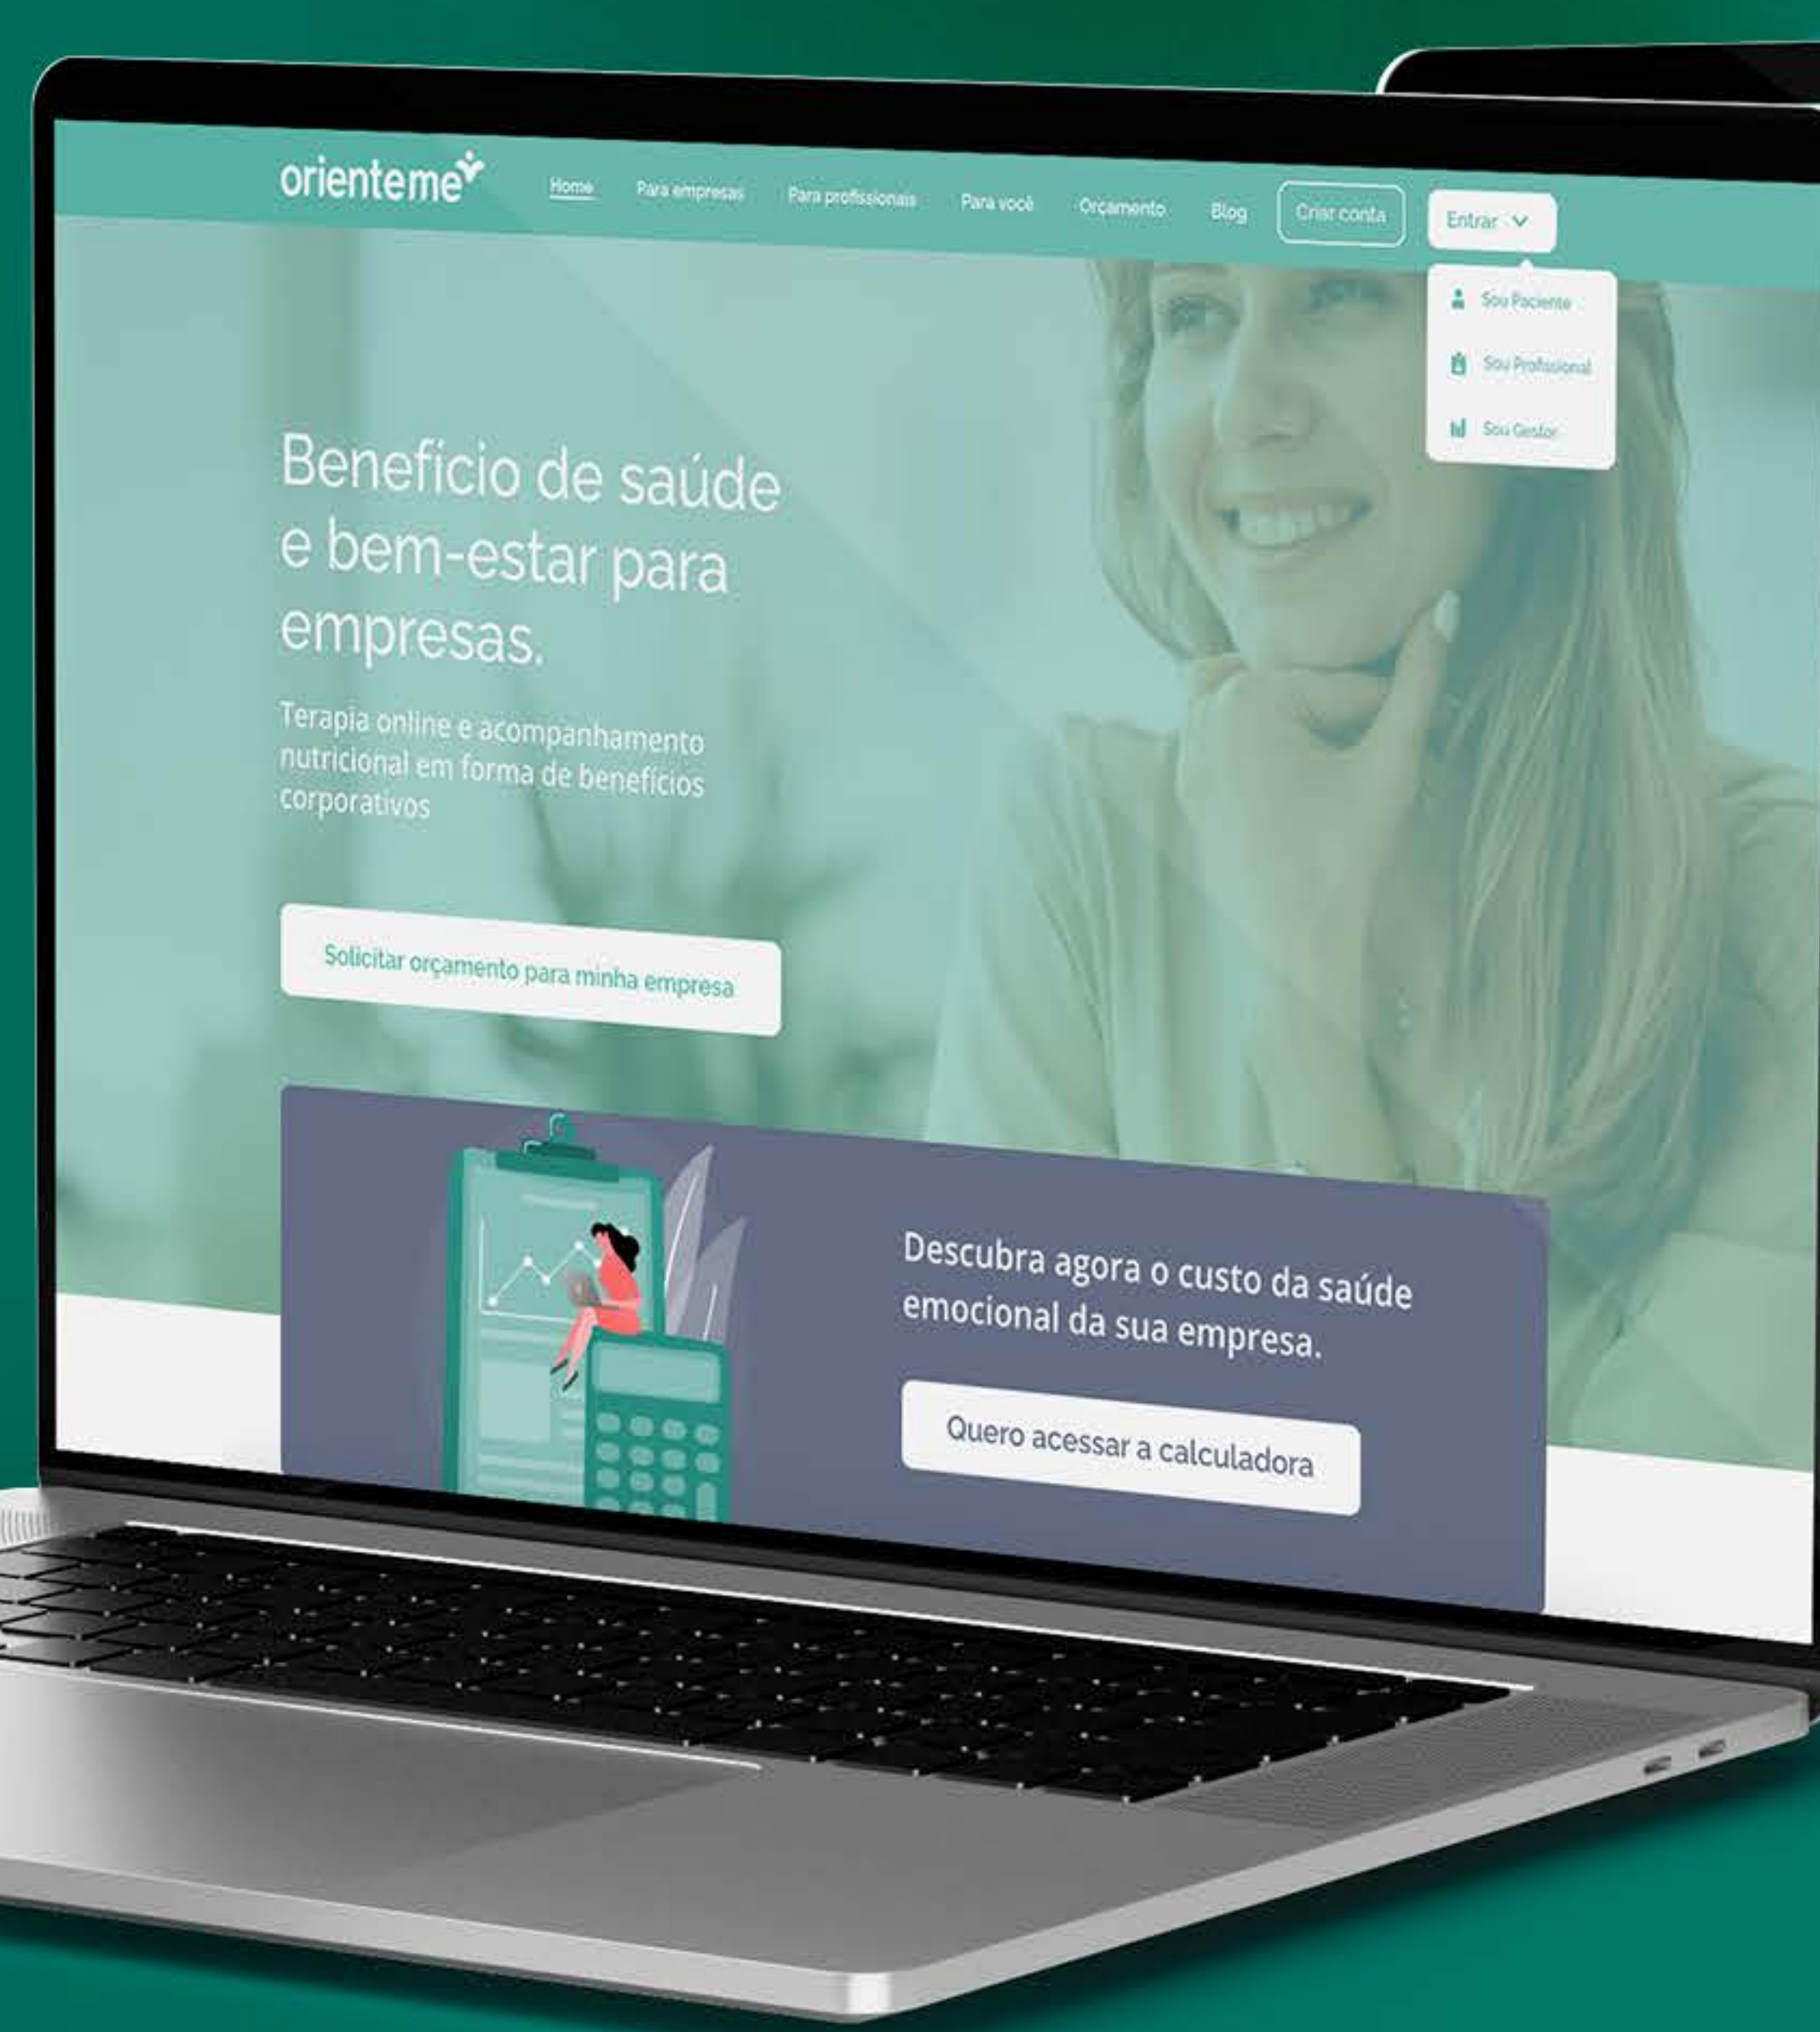 orienteme
Home
Para empresas
Para profissionais
Para você
Orçamento
Blog
Criar conta
Entrar
Sou Paciente
Sou Profissional
Sou Gestor
Benefício de saúde
e bem-estar para
empresas.
Terapia online e acompanhamento
nutricional em forma de benefícios
corporativos
Solicitar orçamento para minha empresa
Descubra agora o custo da saúde
emocional da sua empresa.
Quero acessar a calculadora